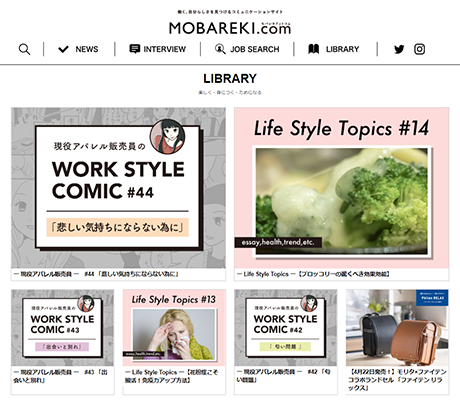 働く、自分らしさを見つけるコミュニケーションサイト
MOBAREKI.com
NEWS
INTERVIEW
JOB SEARCH
LIBRARY
LIBRARY
楽しく・身につく・ためになる
現役アパレル販売員の
WORK STYLE
COMIC #44
「悲しい気持ちにならない為に」
Life Style Topics #14
essay,health,trend,etc.
ー 現役アパレル販売員 ー #44 「悲しい気持ちにならない為に」
ー Life Style Topics ー【ブロッコリーの驚くべき効果効能】
現役アパレル販売員の
WORK STYLE
COMIC #43
「出会いと別れ」
Life Style Topics #13
essay,health,trend,etc.
現役アパレル販売員の
WORK STYLE
COMIC #42
「匂い問題」
ー 現役アパレル販売員 ー #43 「出
会いと別れ」
ー Life Style Topics ー【花粉症こそ
腸活！免疫力アップ方法】
ー 現役アパレル販売員 ー #42 「匂
い問題」
【4月22日発売！】モリタ・ファイテン
コラボランドセル「ファイテン リ
ラックス」